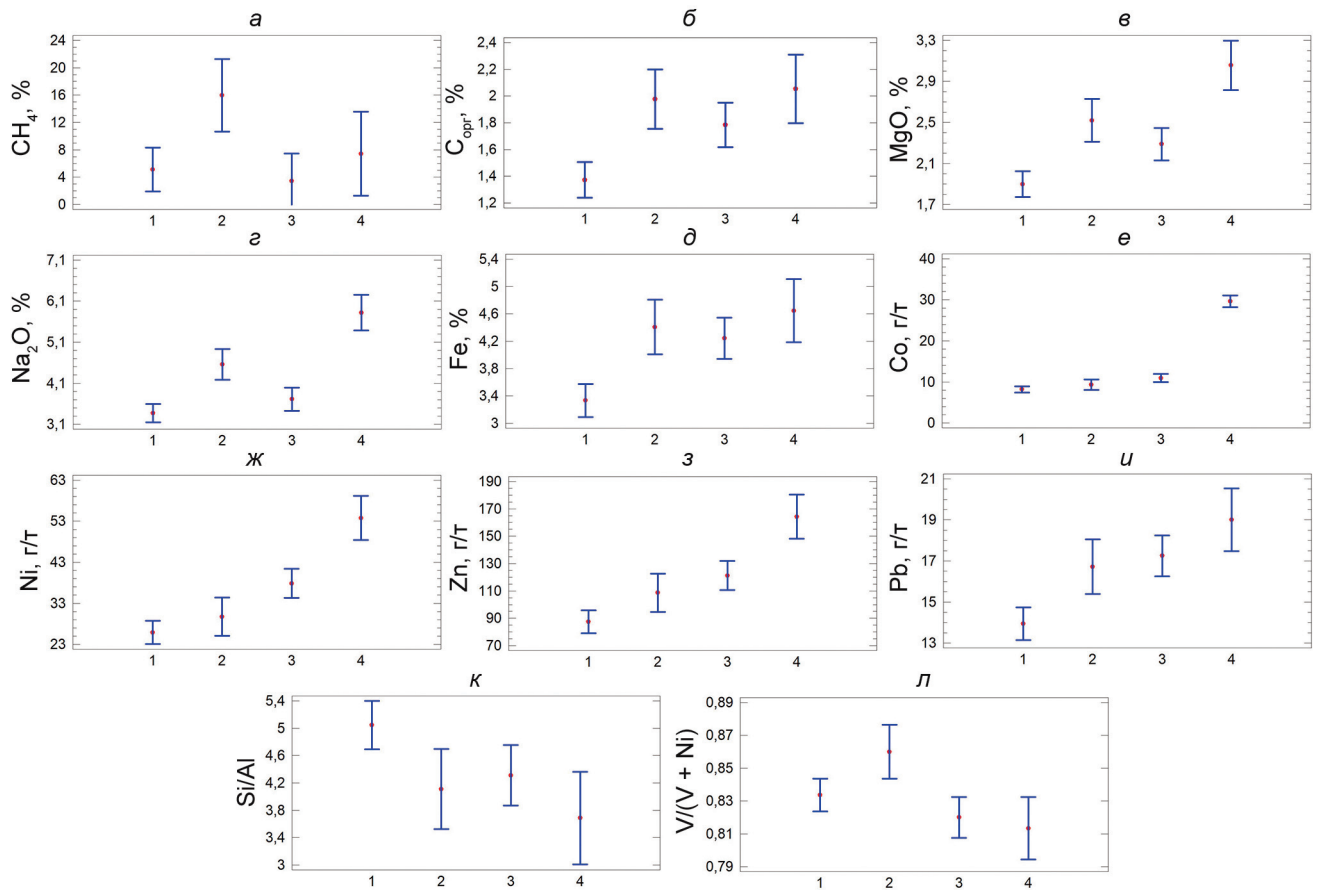 а
CH4, %
24
20
16
12
8
4
0
1 2 3 4
б
Cорг, %
2,4
2,2
2
1,8
1,6
1,4
1,2
1 2 3 4
в
MgO, %
3,3
2,9
2,5
2,1
1,7
1 2 3 4
г
Na2O, %
7,1
6,1
5,1
4,1
3,1
1 2 3 4
д
Fe, %
5,4
5
4,6
4,2
3,8
3,4
3
1 2 3 4
е
Co, г/т
40
30
20
10
0
1 2 3 4
ж
Ni, г/т
63
53
43
33
23
1 2 3 4
з
Zn, г/т
190
170
150
130
110
90
70
1 2 3 4
и
Pb, г/т
21
19
17
15
13
1 2 3 4
к
Si/Al
5,4
5
4,6
4,2
3,8
3,4
3
1 2 3 4
л
V/(V + Ni)
0,89
0,87
0,85
0,83
0,81
0,79
1 2 3 4